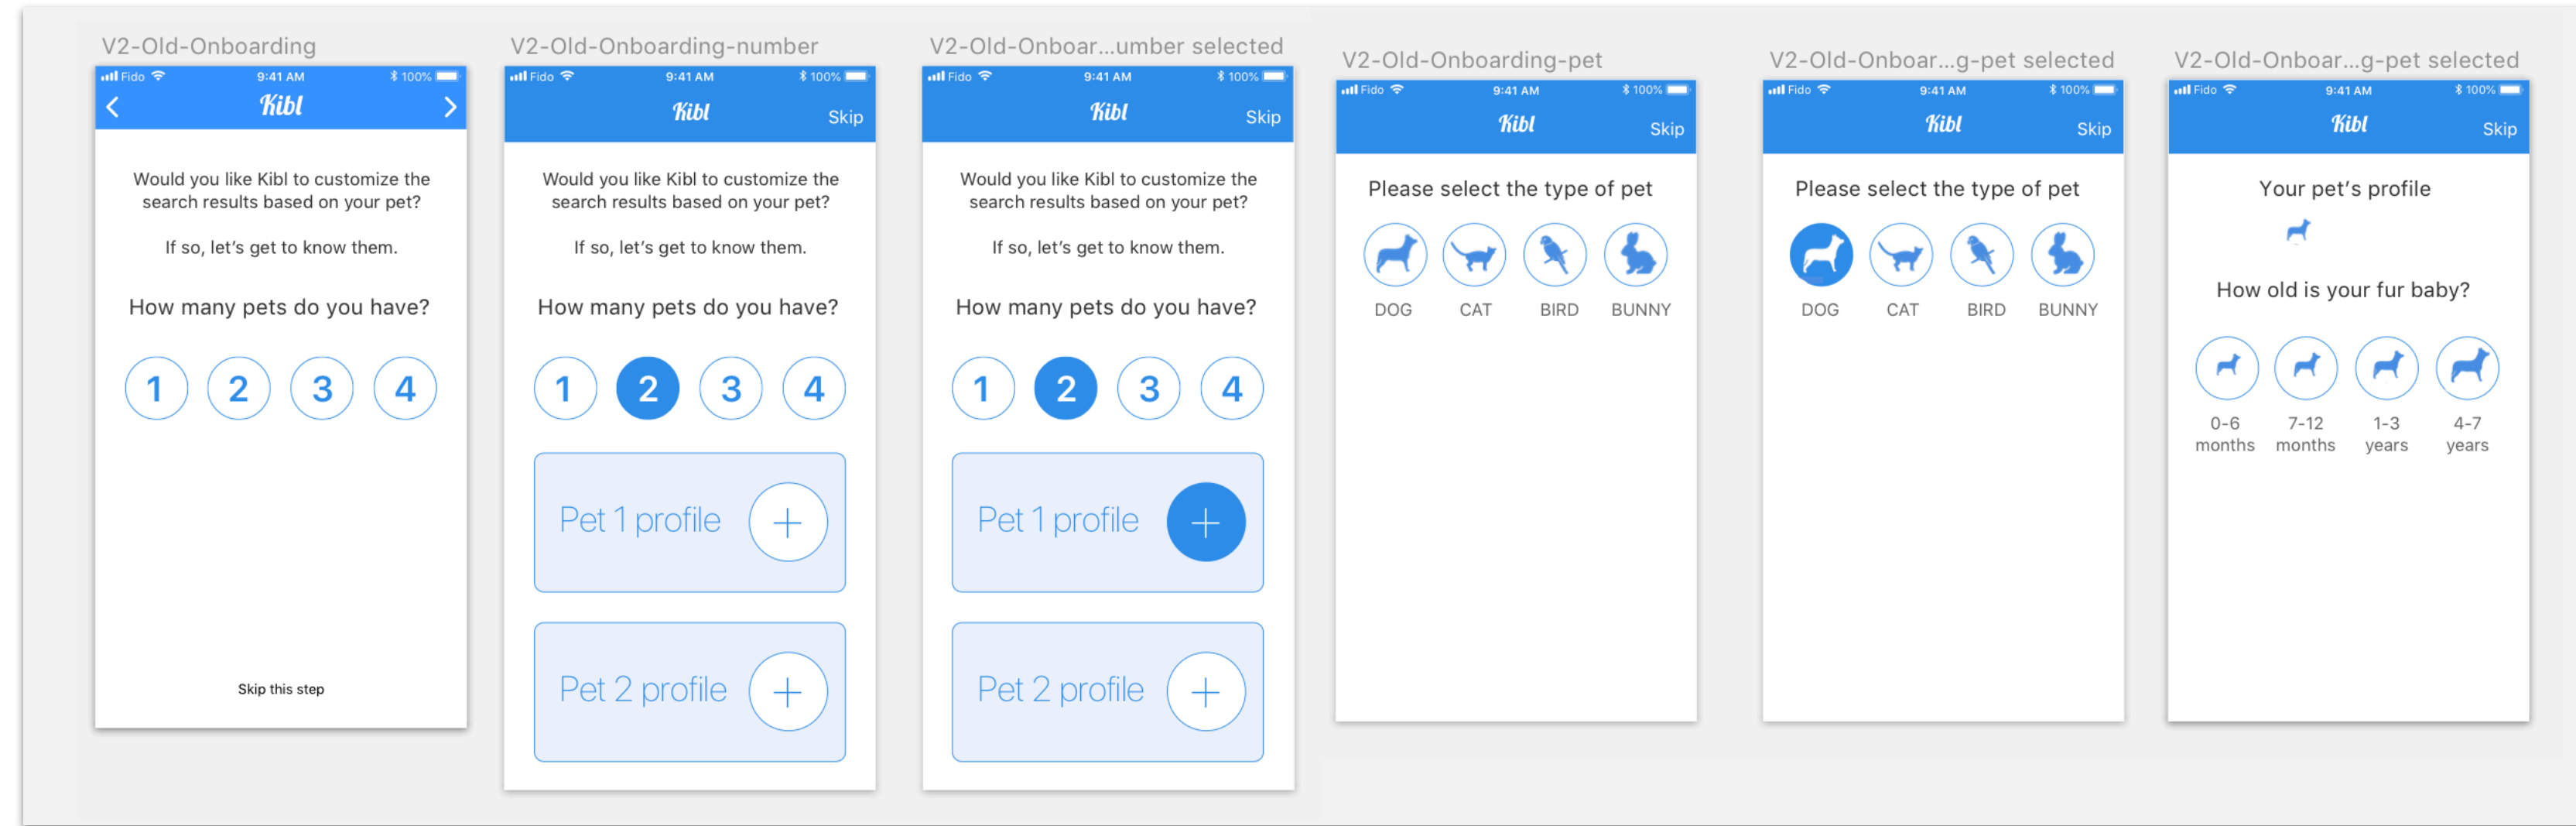 V2-Old-Onboarding
Fido 9:41 AM 100%
Kibl
Would you like Kibl to customize the
search results based on your pet?
If so, let's get to know them.
How many pets do you have?
1 2 3 4
Skip this step
V2-Old-Onboarding-number
Fido 9:41 AM 100%
Kibl
Skip
Would you like Kibl to customize the
search results based on your pet?
If so, let's get to know them.
How many pets do you have?
1 2 3 4
Pet 1 profile +
Pet 2 profile +
V2-Old-Onboar...umber selected
Fido 9:41 AM 100%
Kibl
Skip
Would you like Kibl to customize the
search results based on your pet?
If so, let's get to know them.
How many pets do you have?
1 2 3 4
Pet 1 profile +
Pet 2 profile +
V2-Old-Onboarding-pet
Fido 9:41 AM 100%
Kibl
Skip
Please select the type of pet
DOG CAT BIRD BUNNY
V2-Old-Onboar...g-pet selected
Fido 9:41 AM 100%
Kibl
Skip
Please select the type of pet
DOG CAT BIRD BUNNY
V2-Old-Onboar...g-pet selected
Fido 9:41 AM 100%
Kibl
Skip
Your pet's profile
How old is your fur baby?
0-6 7-12 1-3 4-7
months months years years